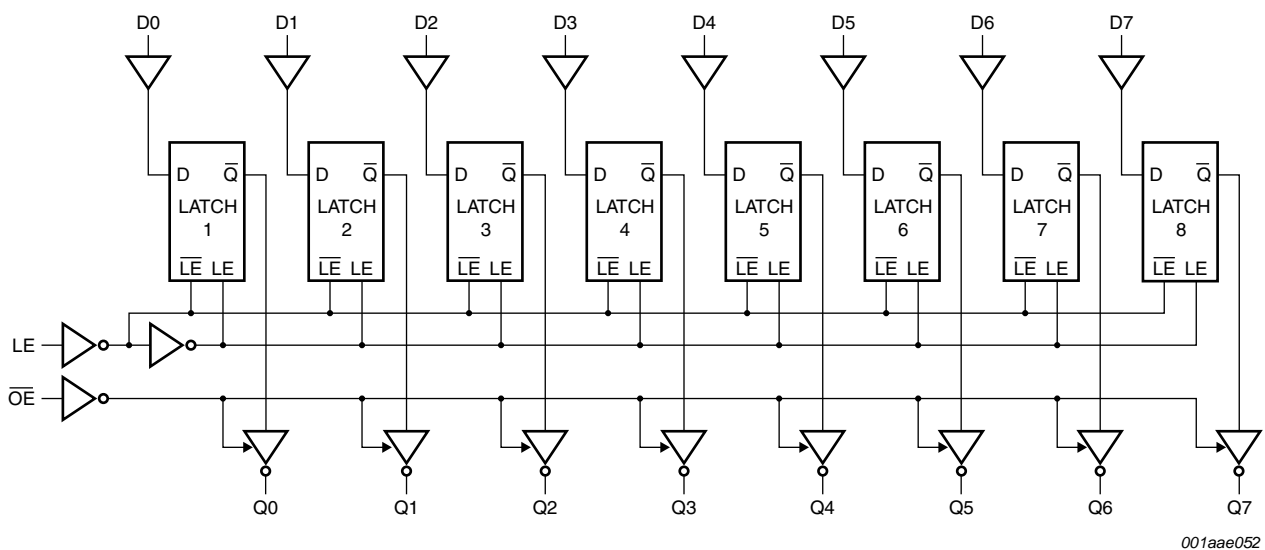 D0 D1 D2 D3 D4 D5 D6 D7
D Q̅ D Q̅ D Q̅ D Q̅ D Q̅ D Q̅ D Q̅ D Q̅
LATCH LATCH LATCH LATCH LATCH LATCH LATCH LATCH
1 2 3 4 5 6 7 8
L̅E̅ LE L̅E̅ LE L̅E̅ LE L̅E̅ LE L̅E̅ LE L̅E̅ LE L̅E̅ LE L̅E̅ LE
LE
O̅E̅
Q0 Q1 Q2 Q3 Q4 Q5 Q6 Q7
001aae052